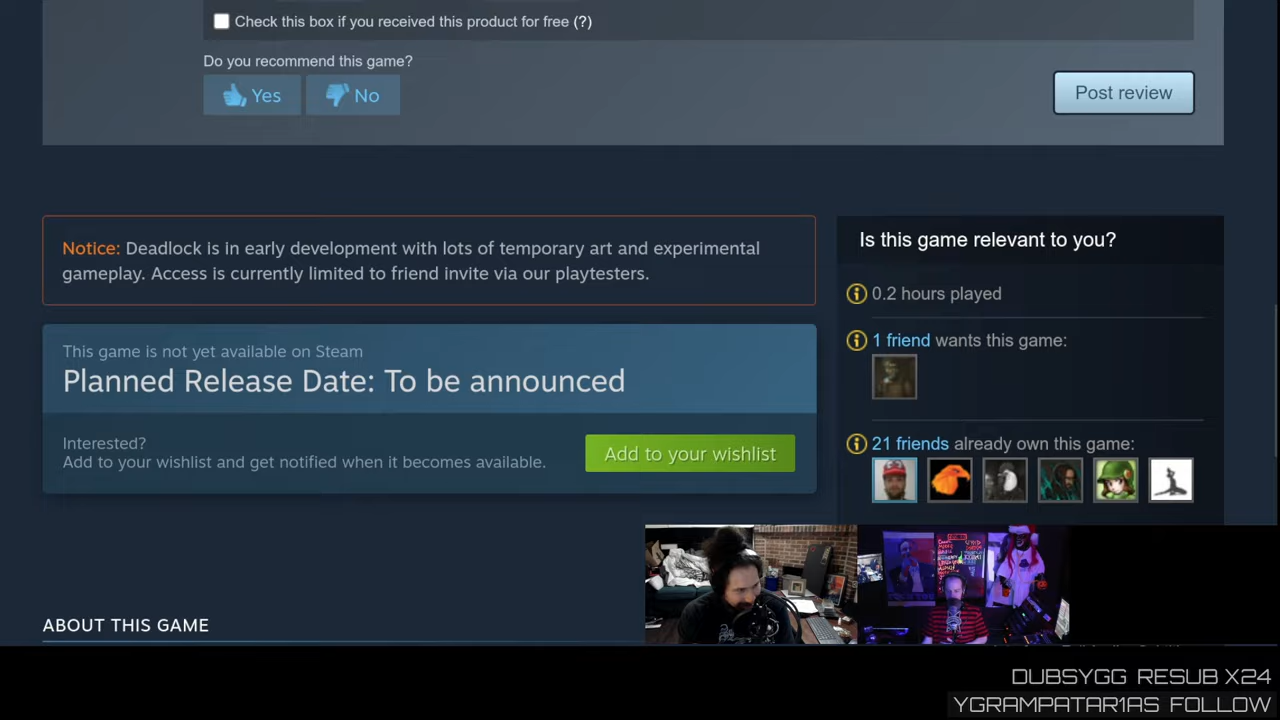 Check this box if you received this product for free (?)
Do you recommend this game?
Yes
No
Post review
Notice: Deadlock is in early development with lots of temporary art and experimental
gameplay. Access is currently limited to friend invite via our playtesters.
This game is not yet available on Steam
Planned Release Date: To be announced
Interested?
Add to your wishlist and get notified when it becomes available.
Add to your wishlist
Is this game relevant to you?
0.2 hours played
1 friend wants this game:
21 friends already own this game:
ABOUT THIS GAME
DUBSYGG RESUB X24
YGRAMPATAR1AS FOLLOW